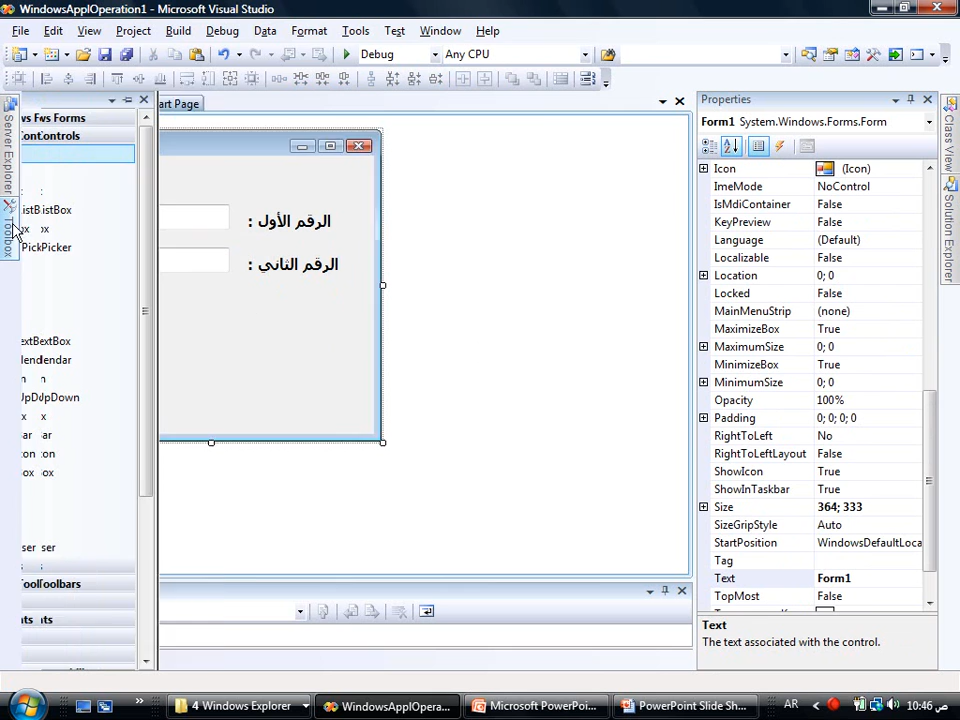 WindowsApplOperation1 - Microsoft Visual Studio
File Edit View Project Build Debug Data Format Tools Test Window Help
Debug Any CPU
art Page
Properties
Form1 System.Windows.Forms.Form
Server Explorer
Toolbox
Class View
Solution Explorer
الرقم الأول :
الرقم الثاني :
Icon (Icon)
ImeMode NoControl
IsMdiContainer False
KeyPreview False
Language (Default)
Localizable False
Location 0; 0
Locked False
MainMenuStrip (none)
MaximizeBox True
MaximumSize 0; 0
MinimizeBox True
MinimumSize 0; 0
Opacity 100%
Padding 0; 0; 0; 0
RightToLeft No
RightToLeftLayout False
ShowIcon True
ShowInTaskbar True
Size 364; 333
SizeGripStyle Auto
StartPosition WindowsDefaultLoca
Tag
Text Form1
TopMost False
Text
The text associated with the control.
4 Windows Explorer
WindowsApplOpera...
Microsoft PowerPoi...
PowerPoint Slide Sh...
AR
10:46 ص